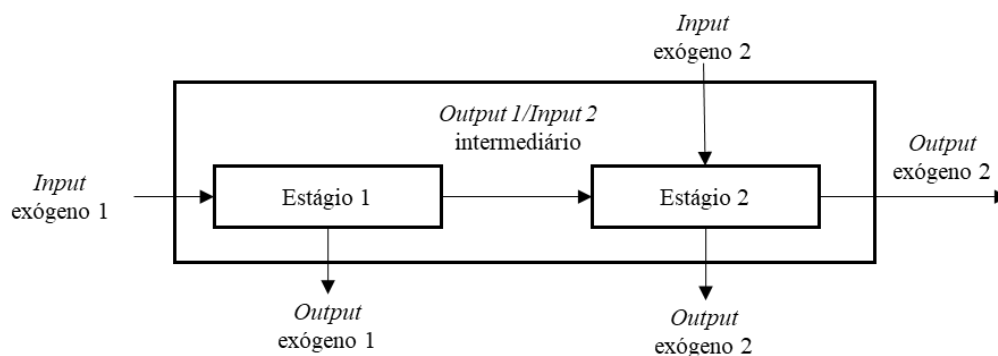 Input
exógeno 2
Output 1/Input 2
intermediário
Output
exógeno 2
Input
exógeno 1
Estágio 1
Estágio 2
Output
exógeno 1
Output
exógeno 2